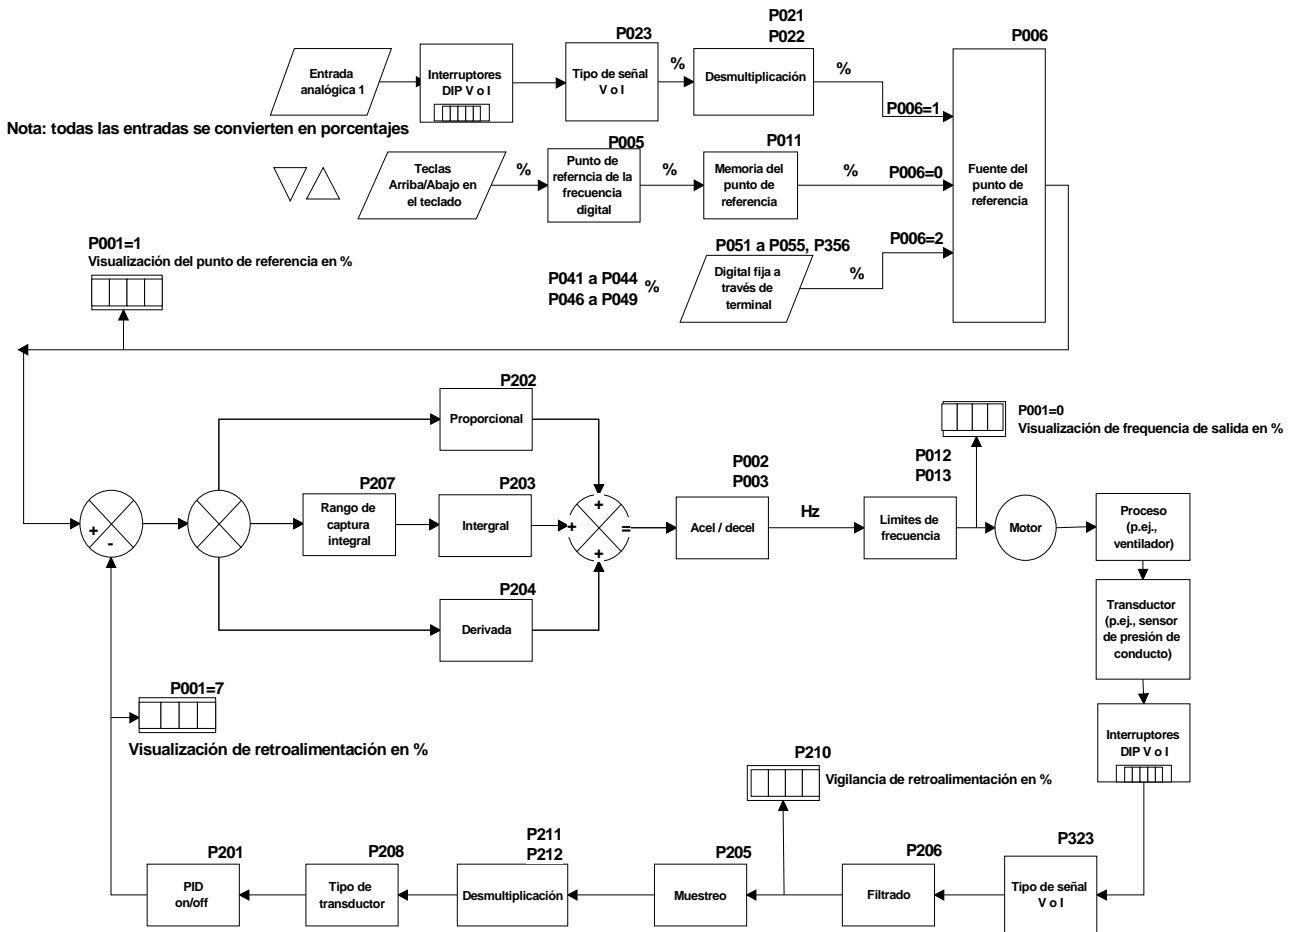 P021
P022
P023
P006
Entrada
analógica 1
Interruptores
DIP V o I
Tipo de señal
V o I
%
Desmultiplicación
%
P006=1
Nota: todas las entradas se convierten en porcentajes
P005
P011
Teclas
Arriba/Abajo en
el teclado
%
Punto de
referncia de la
frecuencia
digital
%
Memoria del
punto de
referencia
%
P006=0
Fuente del
punto de
referencia
P001=1
Visualización del punto de referencia en %
P051 a P055, P356
P006=2
P041 a P044
P046 a P049
%
Digital fija a
través de
terminal
%
P202
Proporcional
P001=0
Visualización de frequencia de salida en %
P207
P203
P002
P003
P012
P013
+
-
Rango de
captura
integral
Intergral
+
+
=
+
Acel / decel
Hz
Limites de
frecuencia
Motor
Proceso
(p.ej.,
ventilador)
P204
Derivada
Transductor
(p.ej., sensor
de presión de
conducto)
P001=7
Visualización de retroalimentación en %
Interruptores
DIP V o I
P210
Vigilancia de retroalimentación en %
P201
P208
P211
P212
P205
P206
P323
PID
on/off
Tipo de
transductor
Desmultiplicación
Muestreo
Filtrado
Tipo de señal
V o I